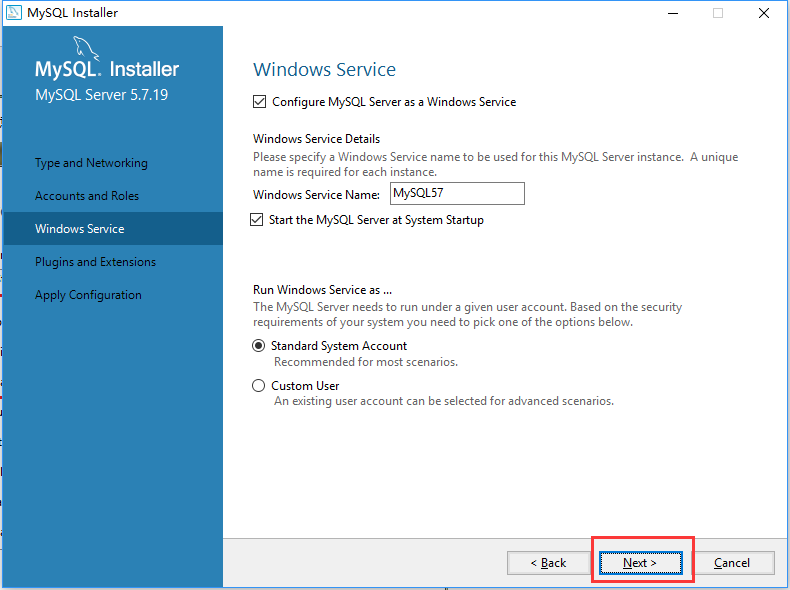 MySQL Installer
MySQL. Installer
MySQL Server 5.7.19
Type and Networking
Accounts and Roles
Windows Service
Plugins and Extensions
Apply Configuration
Windows Service
Configure MySQL Server as a Windows Service
Windows Service Details
Please specify a Windows Service name to be used for this MySQL Server instance. A unique
name is required for each instance.
Windows Service Name: MySQL57
Start the MySQL Server at System Startup
Run Windows Service as ...
The MySQL Server needs to run under a given user account. Based on the security
requirements of your system you need to pick one of the options below.
Standard System Account
Recommended for most scenarios.
Custom User
An existing user account can be selected for advanced scenarios.
< Back Next > Cancel